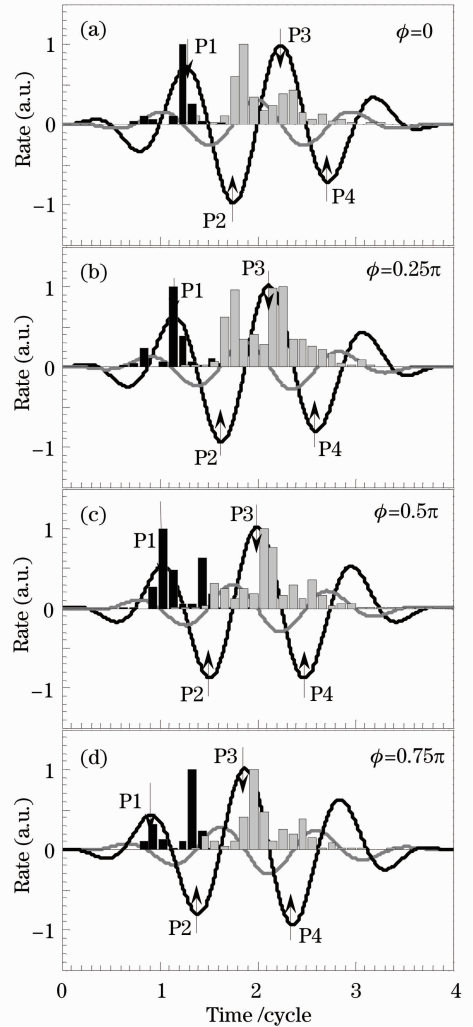 (a) P1 P3 ϕ=0
1
Rate (a.u.)
0
−1
P2 P4
(b) P1 P3 ϕ=0.25π
1
Rate (a.u.)
0
−1
P2 P4
(c) P1 P3 ϕ=0.5π
1
Rate (a.u.)
0
−1
P2 P4
(d) P1 P3 ϕ=0.75π
1
Rate (a.u.)
0
−1
P2 P4
0 1 2 3 4
Time /cycle